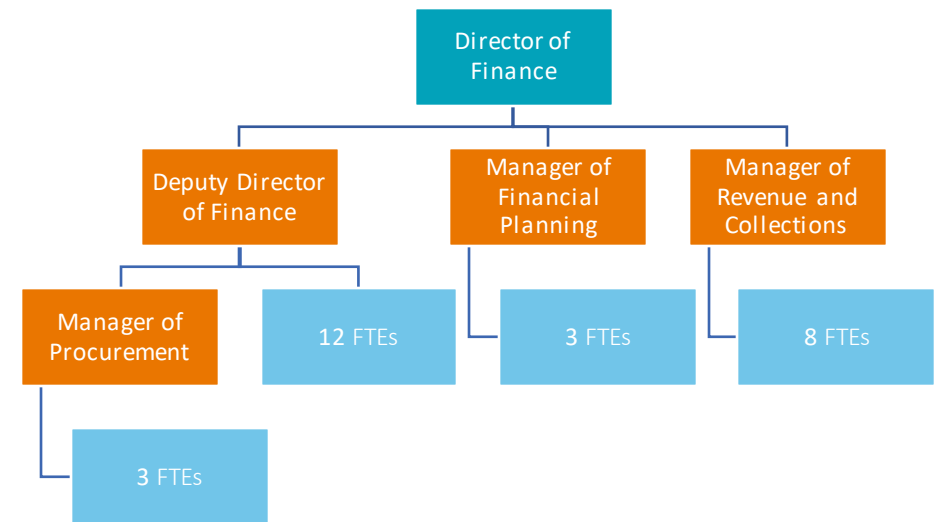 Director of
Finance
Deputy Director
of Finance
Manager of
Financial
Planning
Manager of
Revenue and
Collections
Manager of
Procurement
12 FTEs
3 FTEs
8 FTEs
3 FTEs